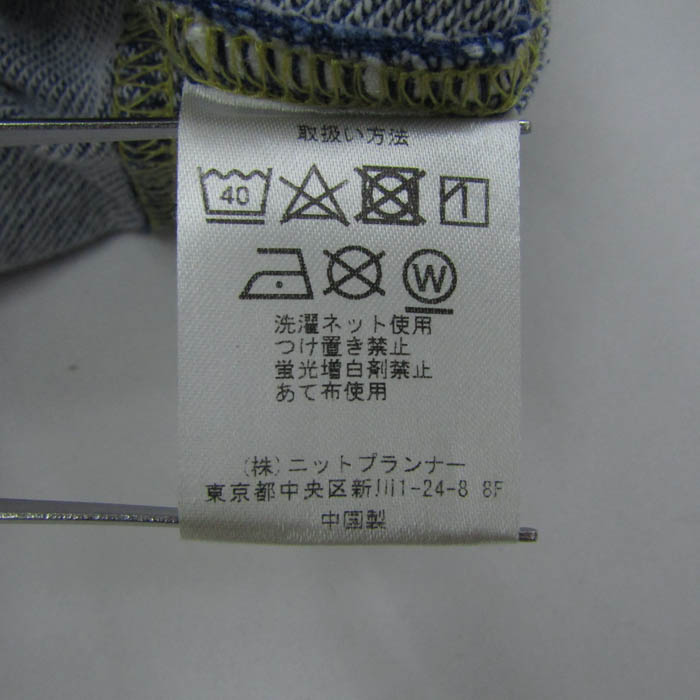 取扱い方法
40
W
洗濯ネット使用
つけ置き禁止
蛍光増白剤禁止
あて布使用
(株)ニットプランナー
東京都中央区新川1-24-8 8F
中国製